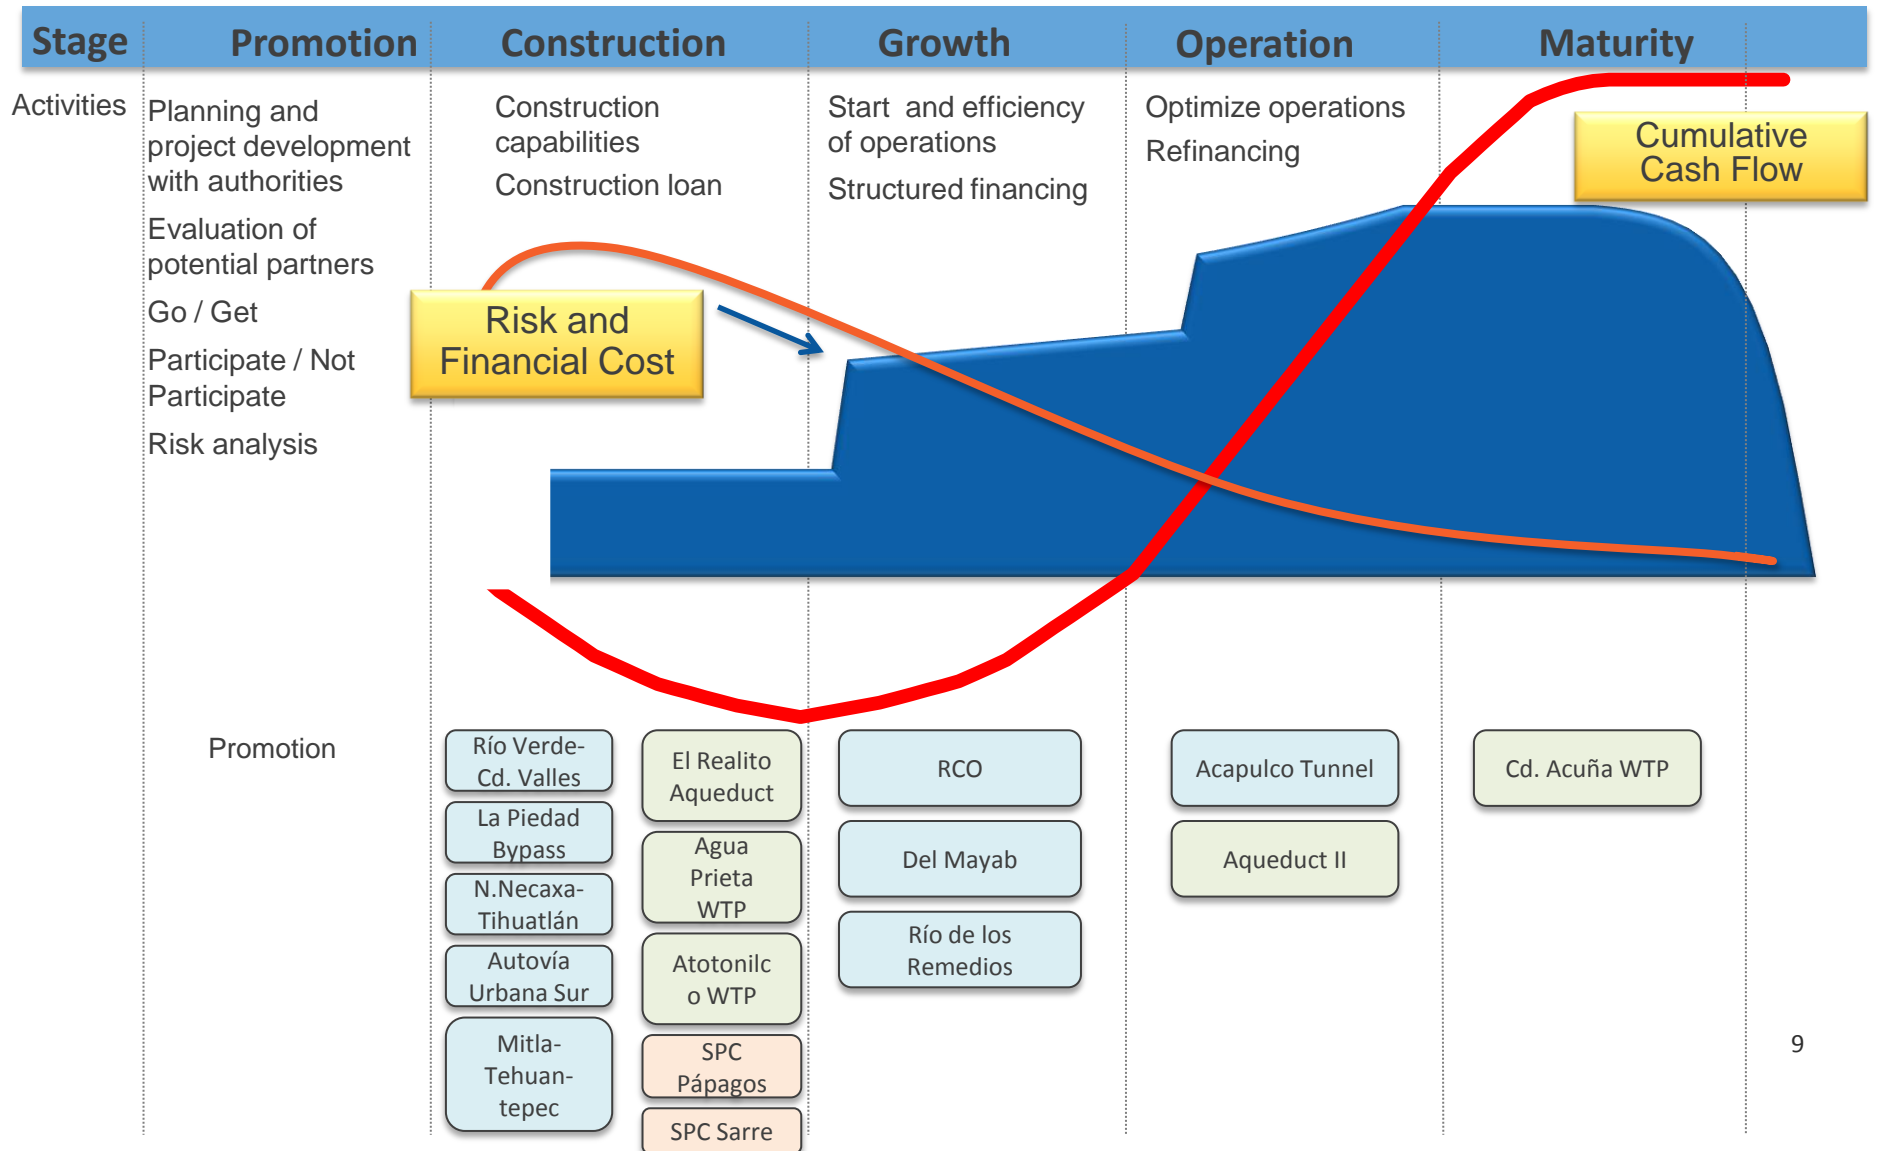 Stage Promotion Construction Growth Operation Maturity
Activities
Planning and
project development
with authorities
Evaluation of
potential partners
Go / Get
Participate / Not
Participate
Risk analysis
Construction
capabilities
Construction loan
Start and efficiency
of operations
Structured financing
Optimize operations
Refinancing
Cumulative
Cash Flow
Risk and
Financial Cost
Promotion
Río Verde-
Cd. Valles
La Piedad
Bypass
N.Necaxa-
Tihuatlán
Autovía
Urbana Sur
Mitla-
Tehuan-
tepec
El Realito
Aqueduct
Agua
Prieta
WTP
Atotonilc
o WTP
SPC
Pápagos
SPC Sarre
RCO
Del Mayab
Río de los
Remedios
Acapulco Tunnel
Aqueduct II
Cd. Acuña WTP
9